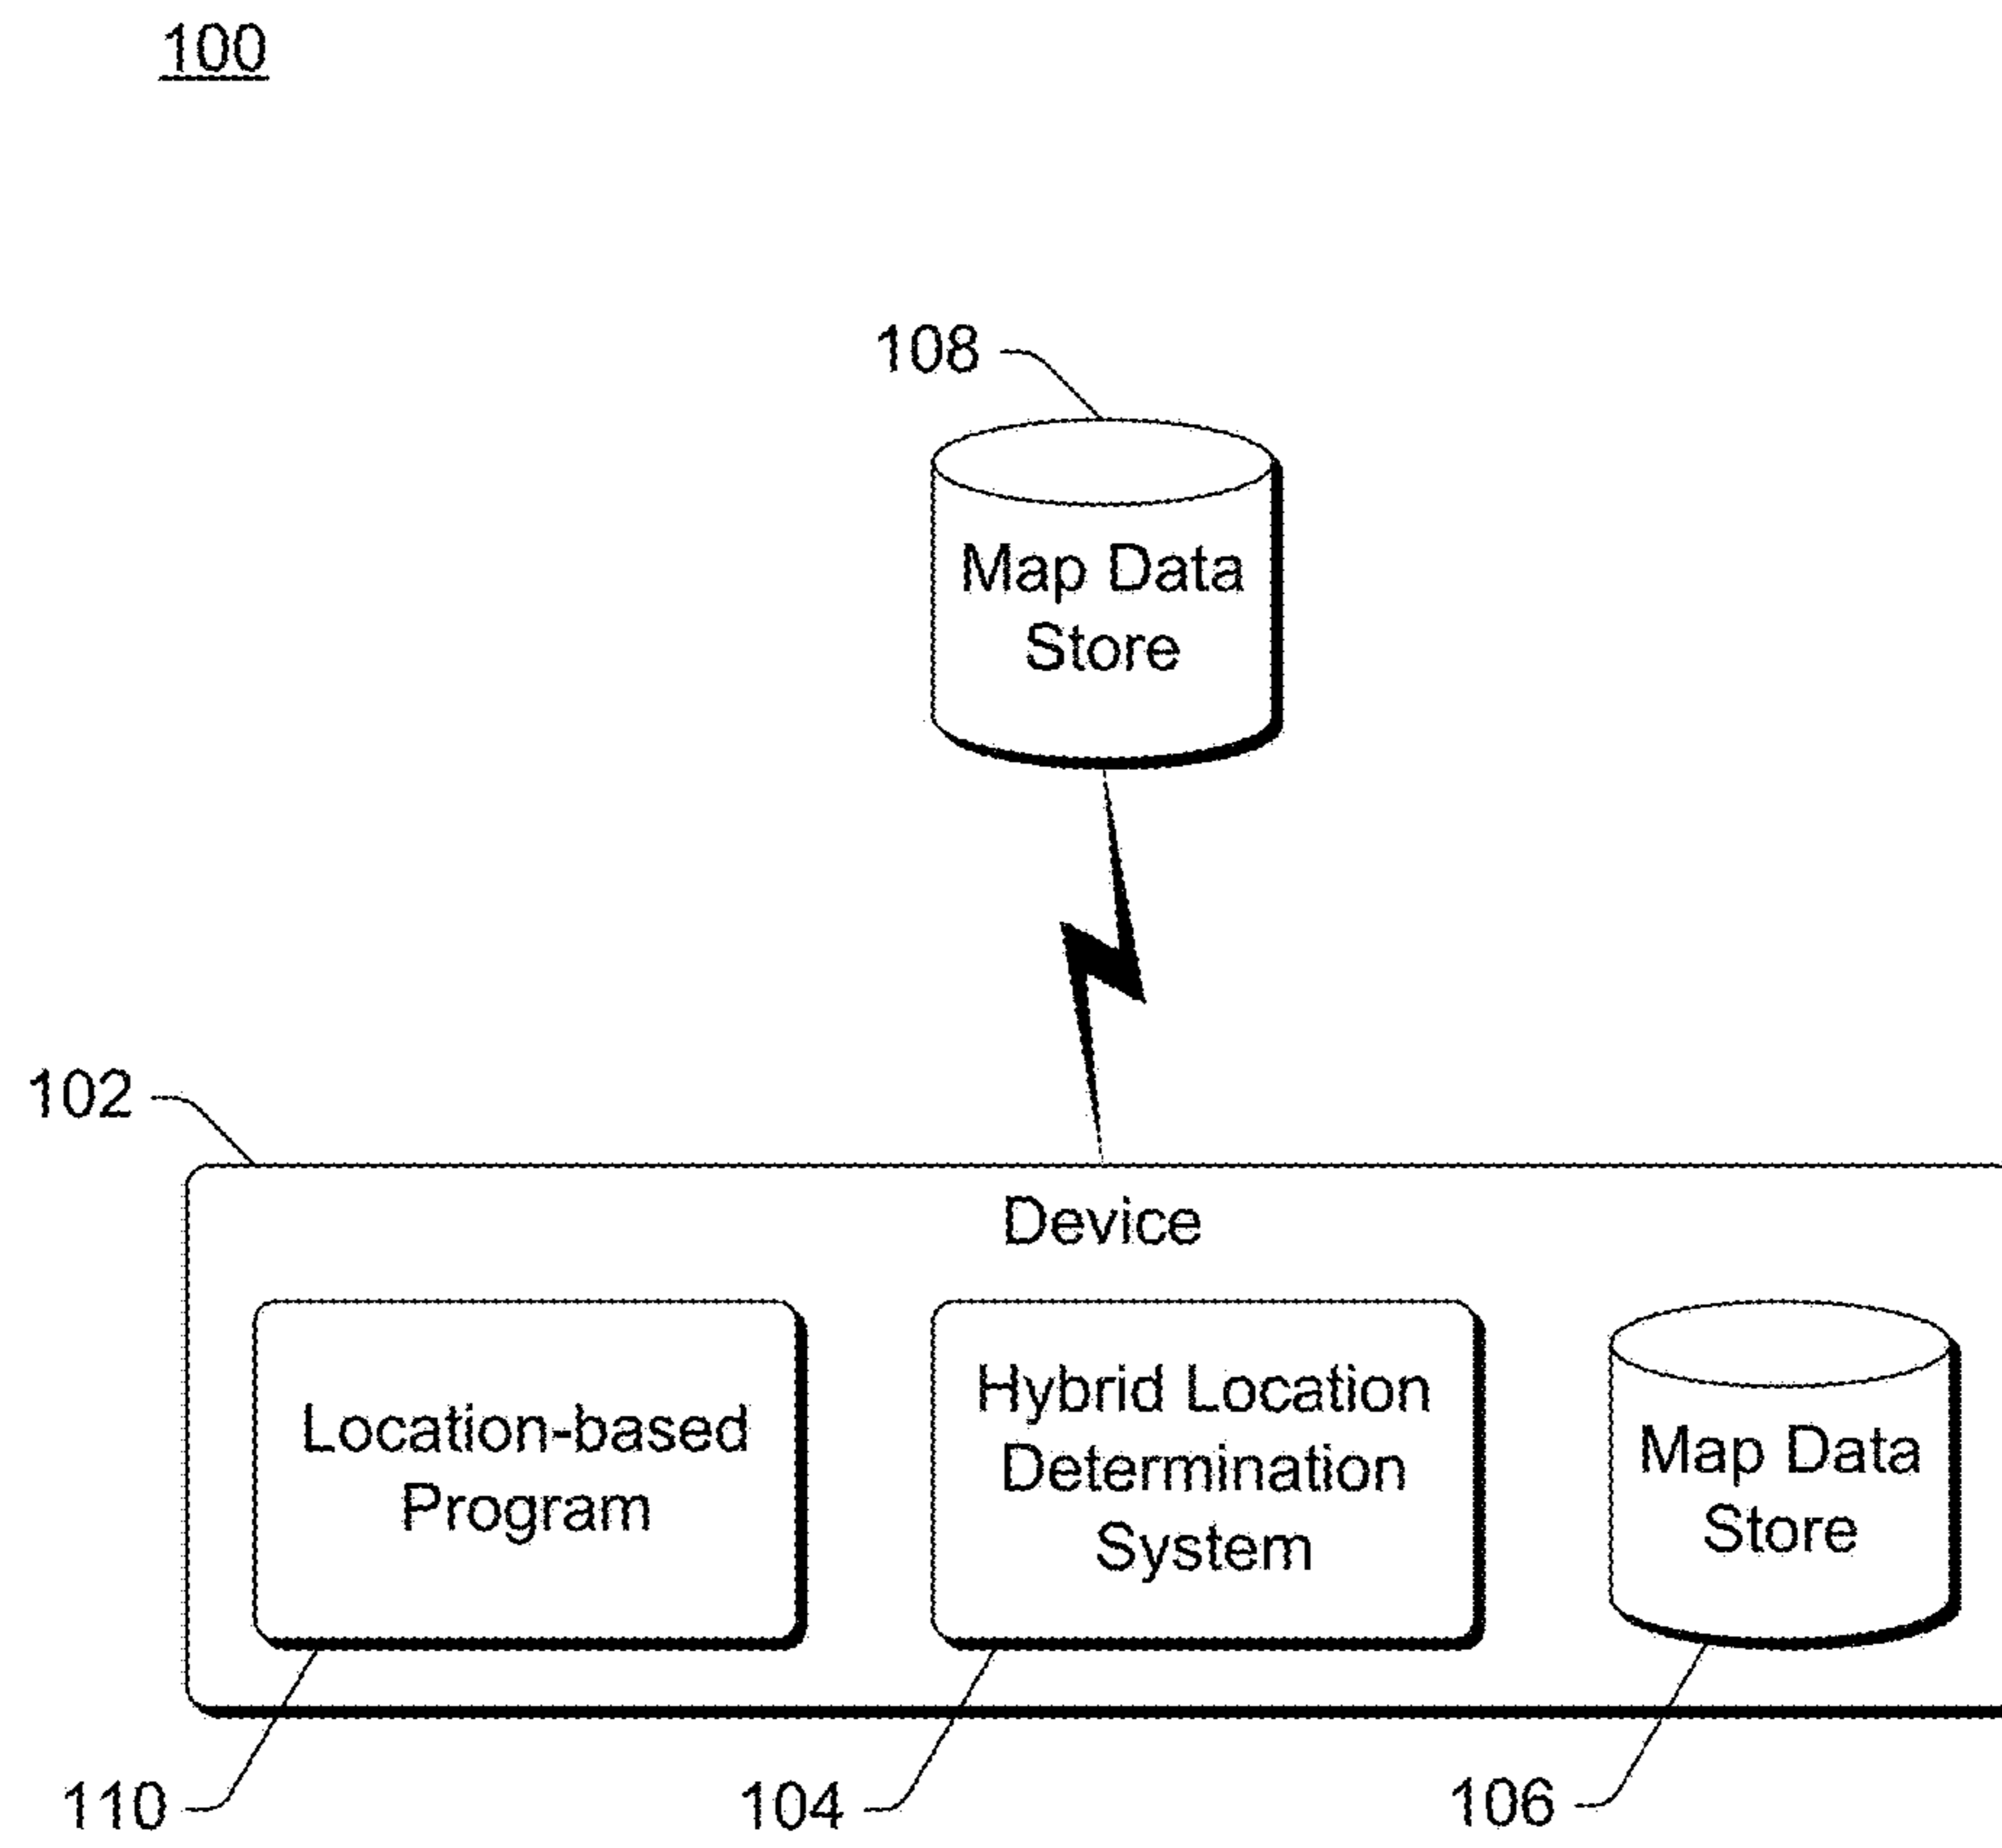 100
108
Map Data
Store
102
Device
Location-based
Program
Hybrid Location
Determination
System
Map Data
Store
110
104
106